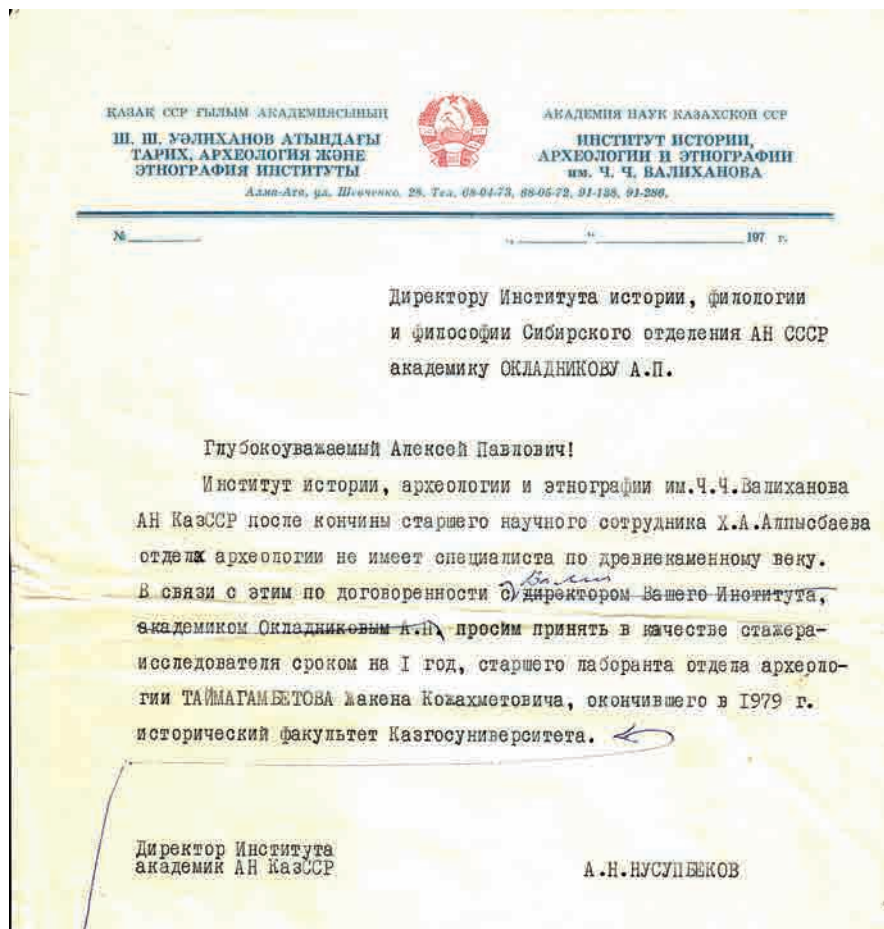 ҚАЗАҚ ССР ҒЫЛЫМ АКАДЕМИЯСЫНЫҢ
Ш. Ш. УӘЛИХАНОВ АТЫНДАҒЫ
ТАРИХ, АРХЕОЛОГИЯ ЖӘНЕ
ЭТНОГРАФИЯ ИНСТИТУТЫ
АКАДЕМИЯ НАУК КАЗАХСКОЙ ССР
ИНСТИТУТ ИСТОРИИ,
АРХЕОЛОГИИ И ЭТНОГРАФИИ
им. Ч. Ч. ВАЛИХАНОВА
Алма-Ата, ул. Шевченко, 28. Тел. 68-04-73, 68-05-72, 91-138, 91-286.
№ „ “ 197 г.
Директору Института истории, филологии
и философии Сибирского отделения АН СССР
академику ОКЛАДНИКОВУ А.П.
Глубокоуважаемый Алексей Павлович!
Институт истории, археологии и этнографии им.Ч.Ч.Валиханова
АН КазССР после кончины старшего научного сотрудника Х.А.Алпысбаева
отдела археологии не имеет специалиста по древнекаменному веку.
Вами
В связи с этим по договоренности с директором Вашего Института,
академиком Окладниковым А.П. просим принять в качестве стажера-
исследователя сроком на I год, старшего лаборанта отдела археоло-
гии ТАЙМАГАМБЕТОВА Жакена Кожахметовича, окончившего в 1979 г.
исторический факультет Казгосуниверситета.
Директор Института
академик АН КазССР
А.Н.НУСУПБЕКОВ